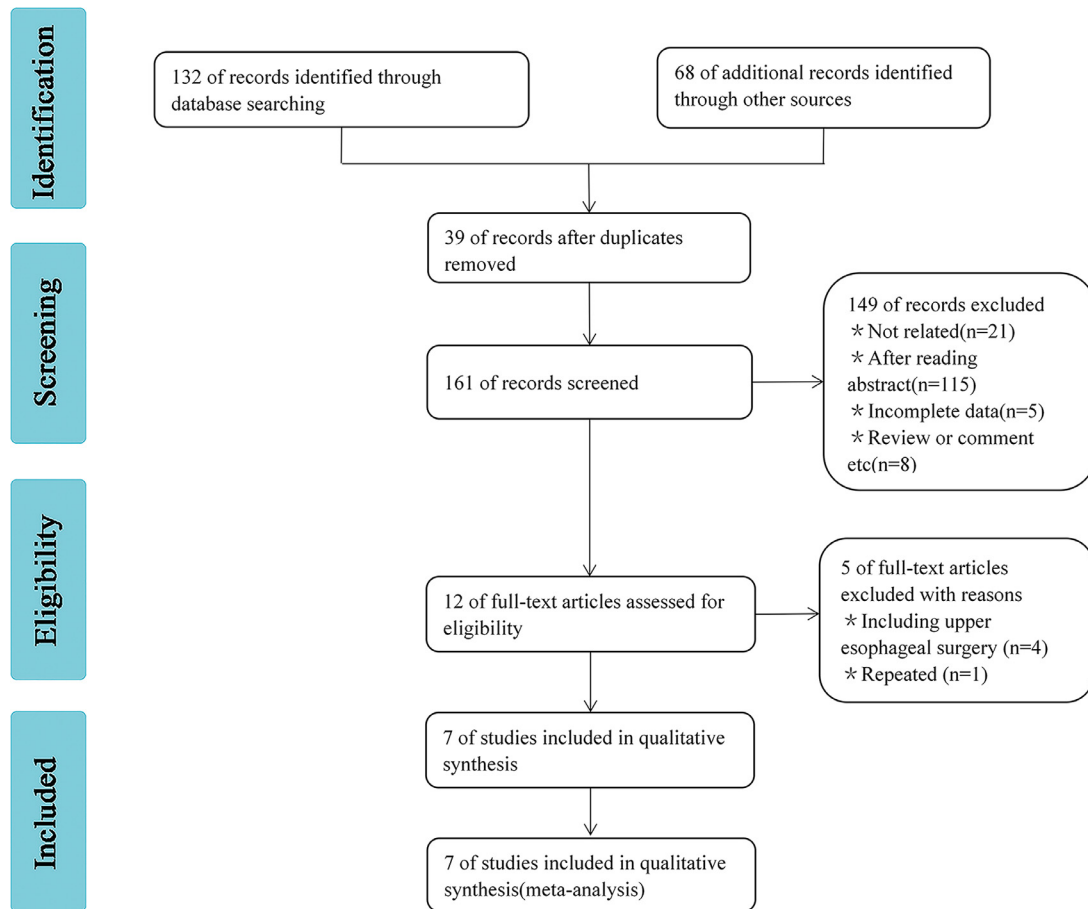 Identification
132 of records identified through
database searching
68 of additional records identified
through other sources
Screening
39 of records after duplicates
removed
161 of records screened
149 of records excluded
* Not related(n=21)
* After reading
abstract(n=115)
* Incomplete data(n=5)
* Review or comment
etc(n=8)
Eligibility
12 of full-text articles assessed for
eligibility
5 of full-text articles
excluded with reasons
* Including upper
esophageal surgery (n=4)
* Repeated (n=1)
Included
7 of studies included in qualitative
synthesis
7 of studies included in qualitative
synthesis(meta-analysis)